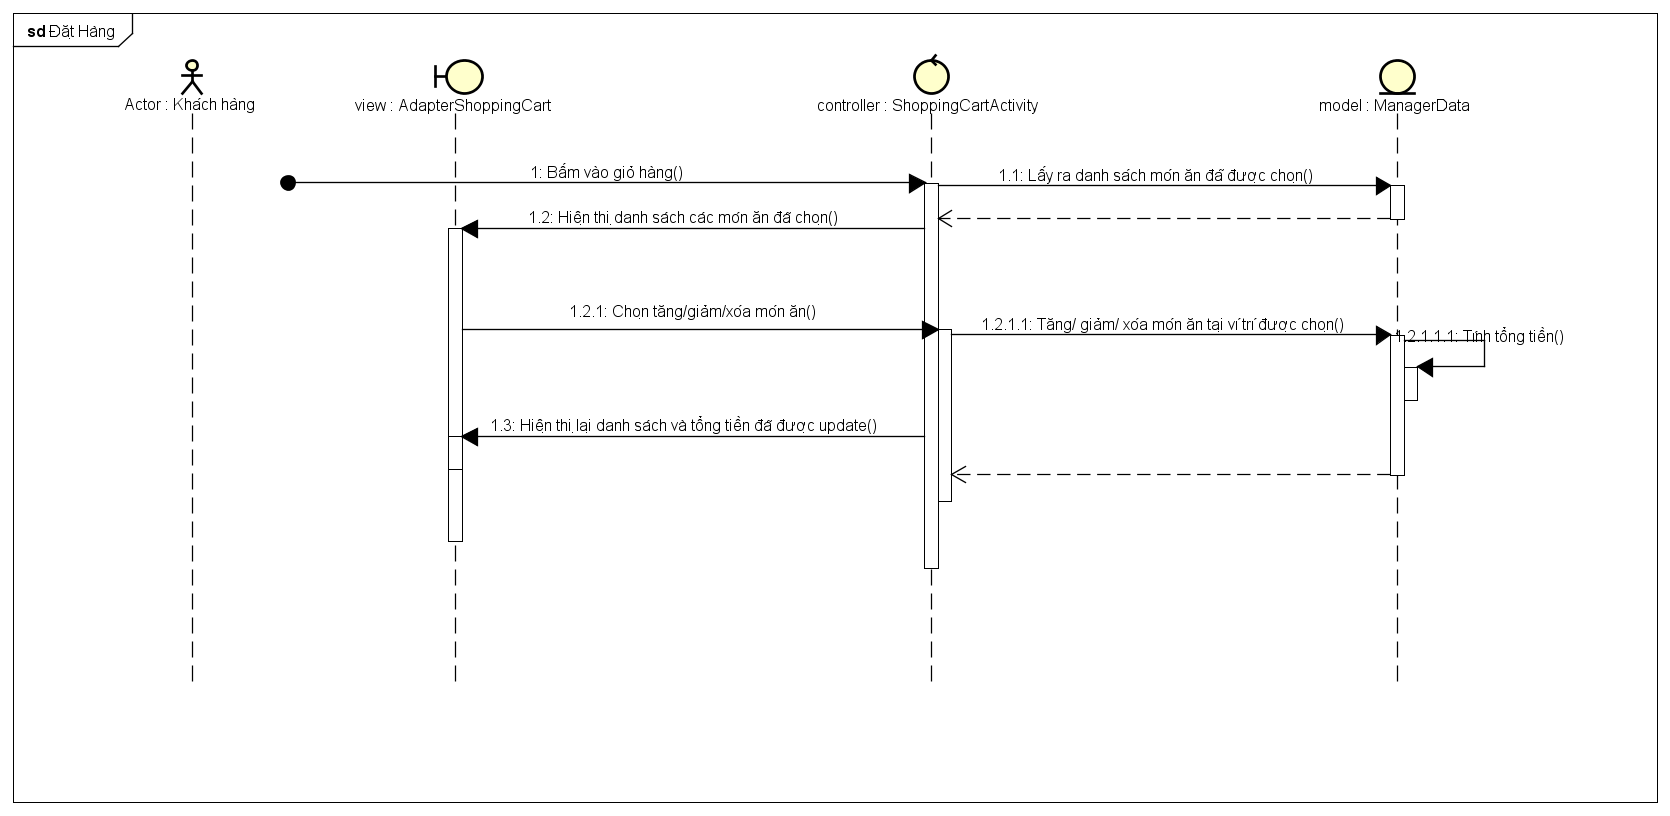 sd Đặt Hàng
Actor : Khách hàng
view : AdapterShoppingCart
controller : ShoppingCartActivity
model : ManagerData
1: Bấm vào giỏ hàng()
1.1: Lấy ra danh sách món ăn đã được chọn()
1.2: Hiện thị danh sách các món ăn đã chọn()
1.2.1: Chọn tăng/giảm/xóa món ăn()
1.2.1.1: Tăng/ giảm/ xóa món ăn tại vị trí được chọn()
1.2.1.1.1: Tính tổng tiền()
1.3: Hiện thị lại danh sách và tổng tiền đã được update()